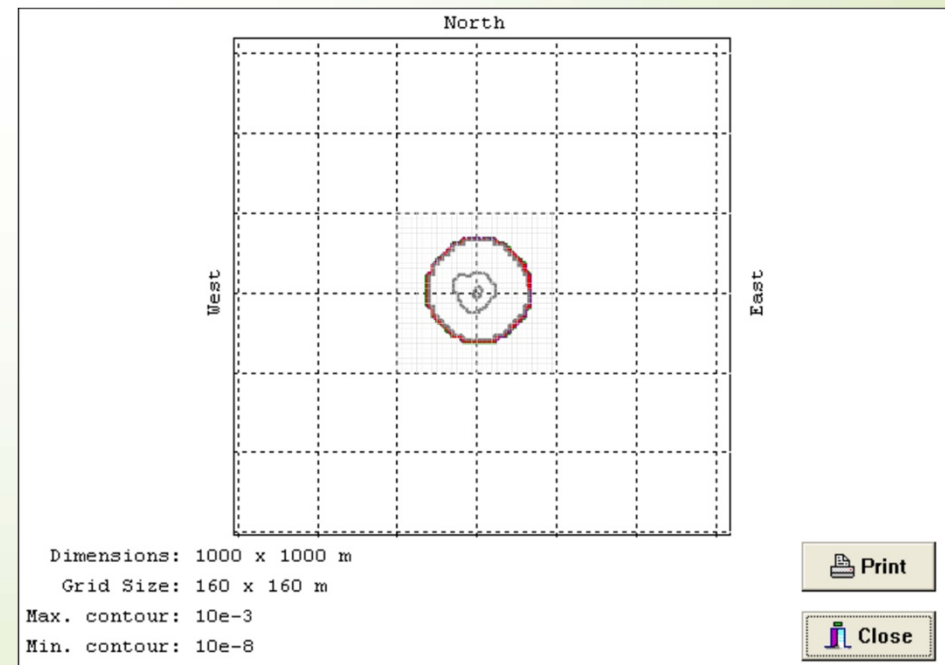 North
West
East
Dimensions: 1000 x 1000 m
Grid Size: 160 x 160 m
Max. contour: 10e-3
Min. contour: 10e-8
Print
Close